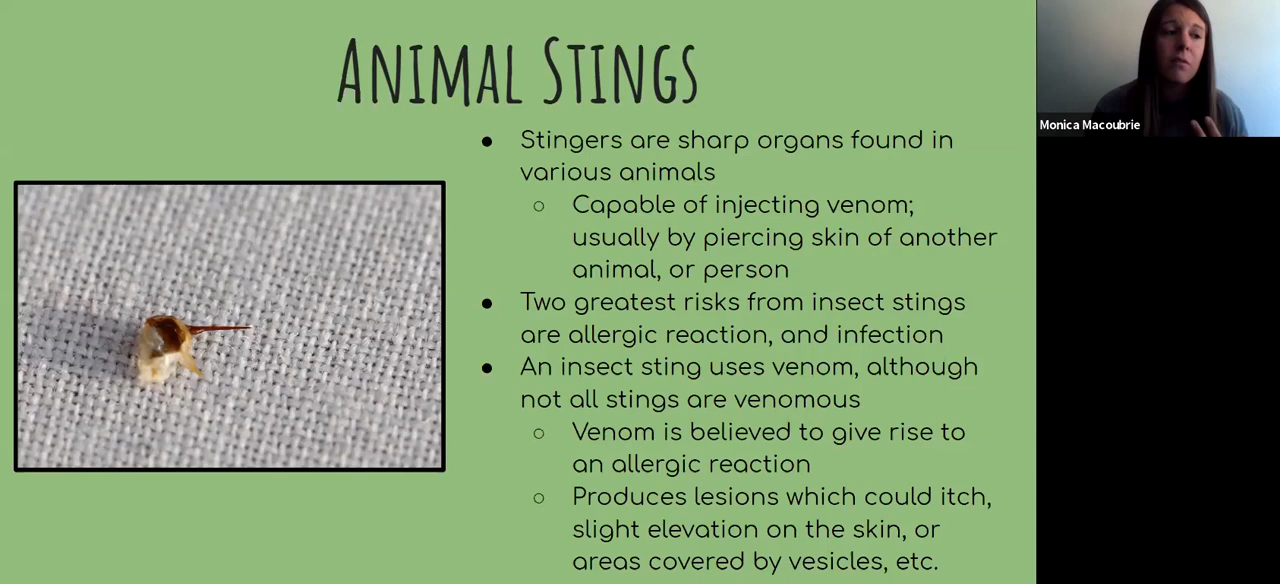 Animal Stings
● Stingers are sharp organs found in
various animals
○ Capable of injecting venom;
usually by piercing skin of another
animal, or person
● Two greatest risks from insect stings
are allergic reaction, and infection
● An insect sting uses venom, although
not all stings are venomous
○ Venom is believed to give rise to
an allergic reaction
○ Produces lesions which could itch,
slight elevation on the skin, or
areas covered by vesicles, etc.
Monica Macoubrie